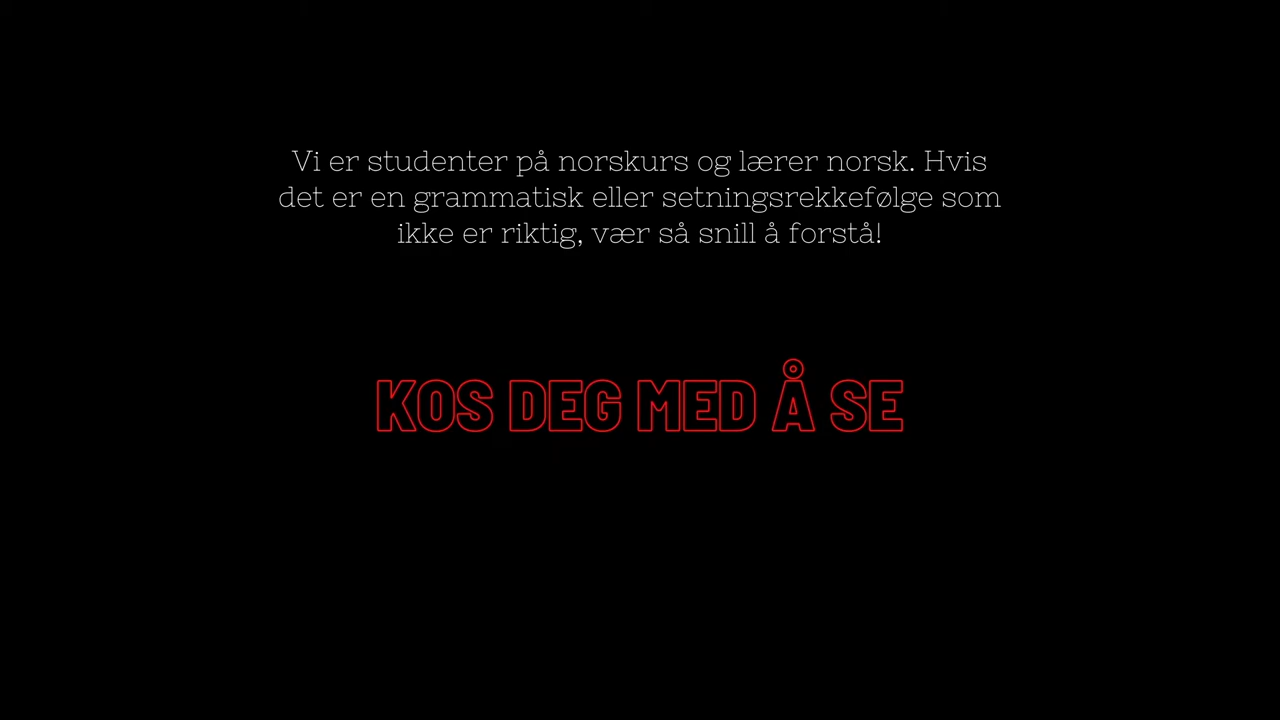 Vi er studenter på norskurs og lærer norsk. Hvis
det er en grammatisk eller setningsrekkefølge som
ikke er riktig, vær så snill å forstå!
KOS DEG MED Å SE